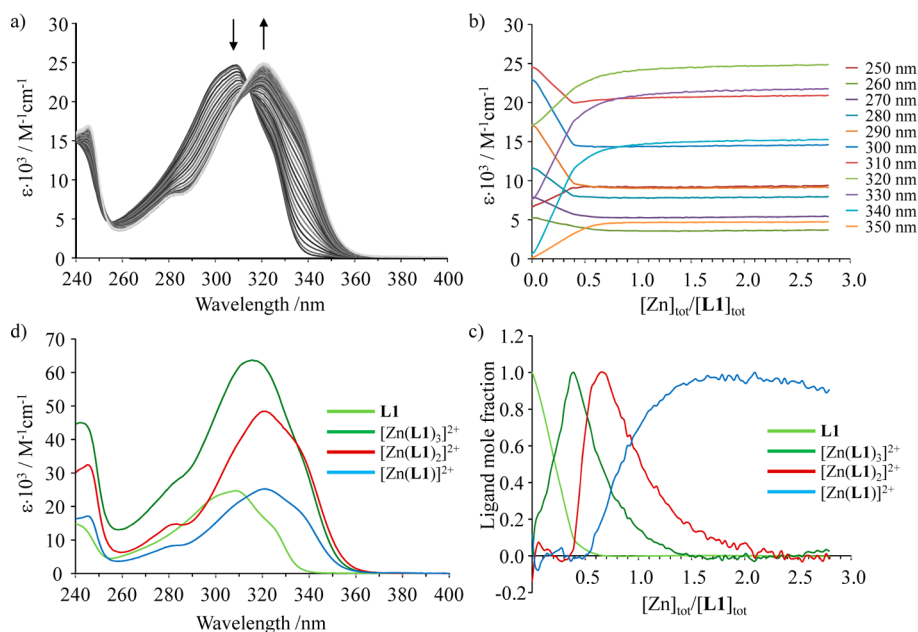 a)
30
25
20
15
10
5
0
ε·10³ / M⁻¹cm⁻¹
240 260 280 300 320 340 360 380 400
Wavelength /nm
b)
30
25
20
15
10
5
0
ε·10³ / M⁻¹cm⁻¹
0.0 0.5 1.0 1.5 2.0 2.5 3.0
[Zn]tot/[L1]tot
250 nm
260 nm
270 nm
280 nm
290 nm
300 nm
310 nm
320 nm
330 nm
340 nm
350 nm
d)
70
60
50
40
30
20
10
0
ε·10³ / M⁻¹cm⁻¹
240 260 280 300 320 340 360 380 400
Wavelength /nm
L1
[Zn(L1)₃]²⁺
[Zn(L1)₂]²⁺
[Zn(L1)]²⁺
c)
1.2
1.0
0.8
0.6
0.4
0.2
0.0
-0.2
Ligand mole fraction
0.5 1.0 1.5 2.0 2.5 3.0
[Zn]tot/[L1]tot
L1
[Zn(L1)₃]²⁺
[Zn(L1)₂]²⁺
[Zn(L1)]²⁺